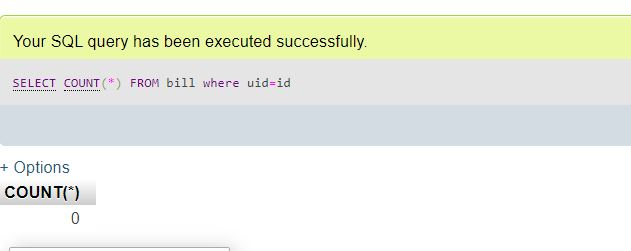 Your SQL query has been executed successfully.
SELECT COUNT(*) FROM bill where uid=id
+ Options
COUNT(*)
0